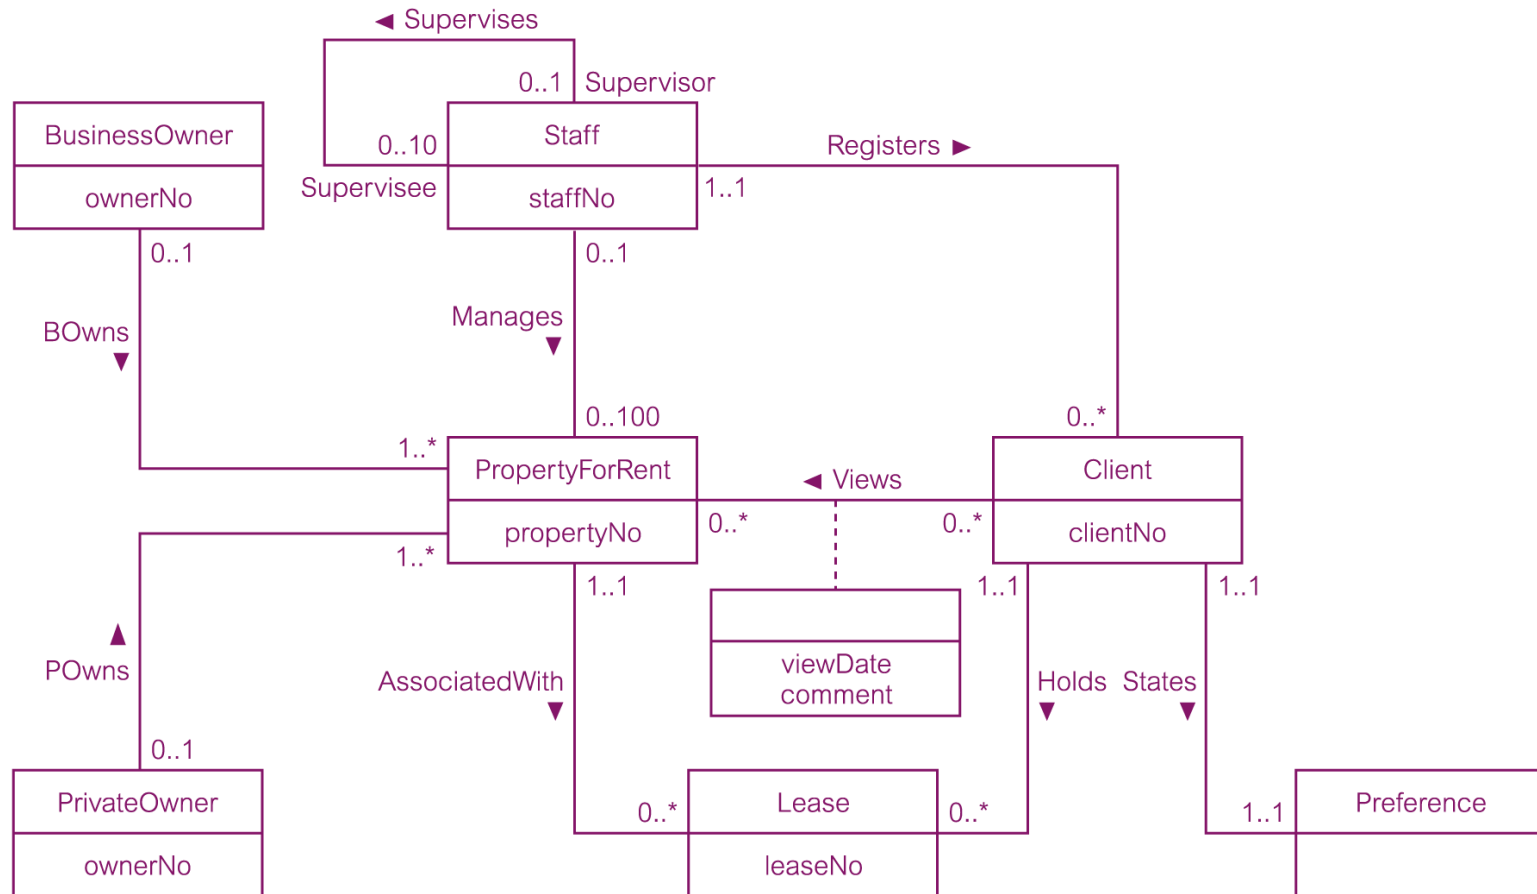 ◄ Supervises
0..1 Supervisor
BusinessOwner
Staff
0..10
Registers ►
Supervisee
ownerNo
staffNo
1..1
0..1
0..1
Manages
▼
BOwns
▼
0..100
0..*
1..*
PropertyForRent
◄ Views
Client
propertyNo
0..*
0..*
clientNo
1..*
1..1
1..1
1..1
▲
POwns
viewDate
comment
AssociatedWith
▼
Holds
▼
States
▼
0..1
PrivateOwner
0..*
Lease
0..*
1..1
Preference
ownerNo
leaseNo